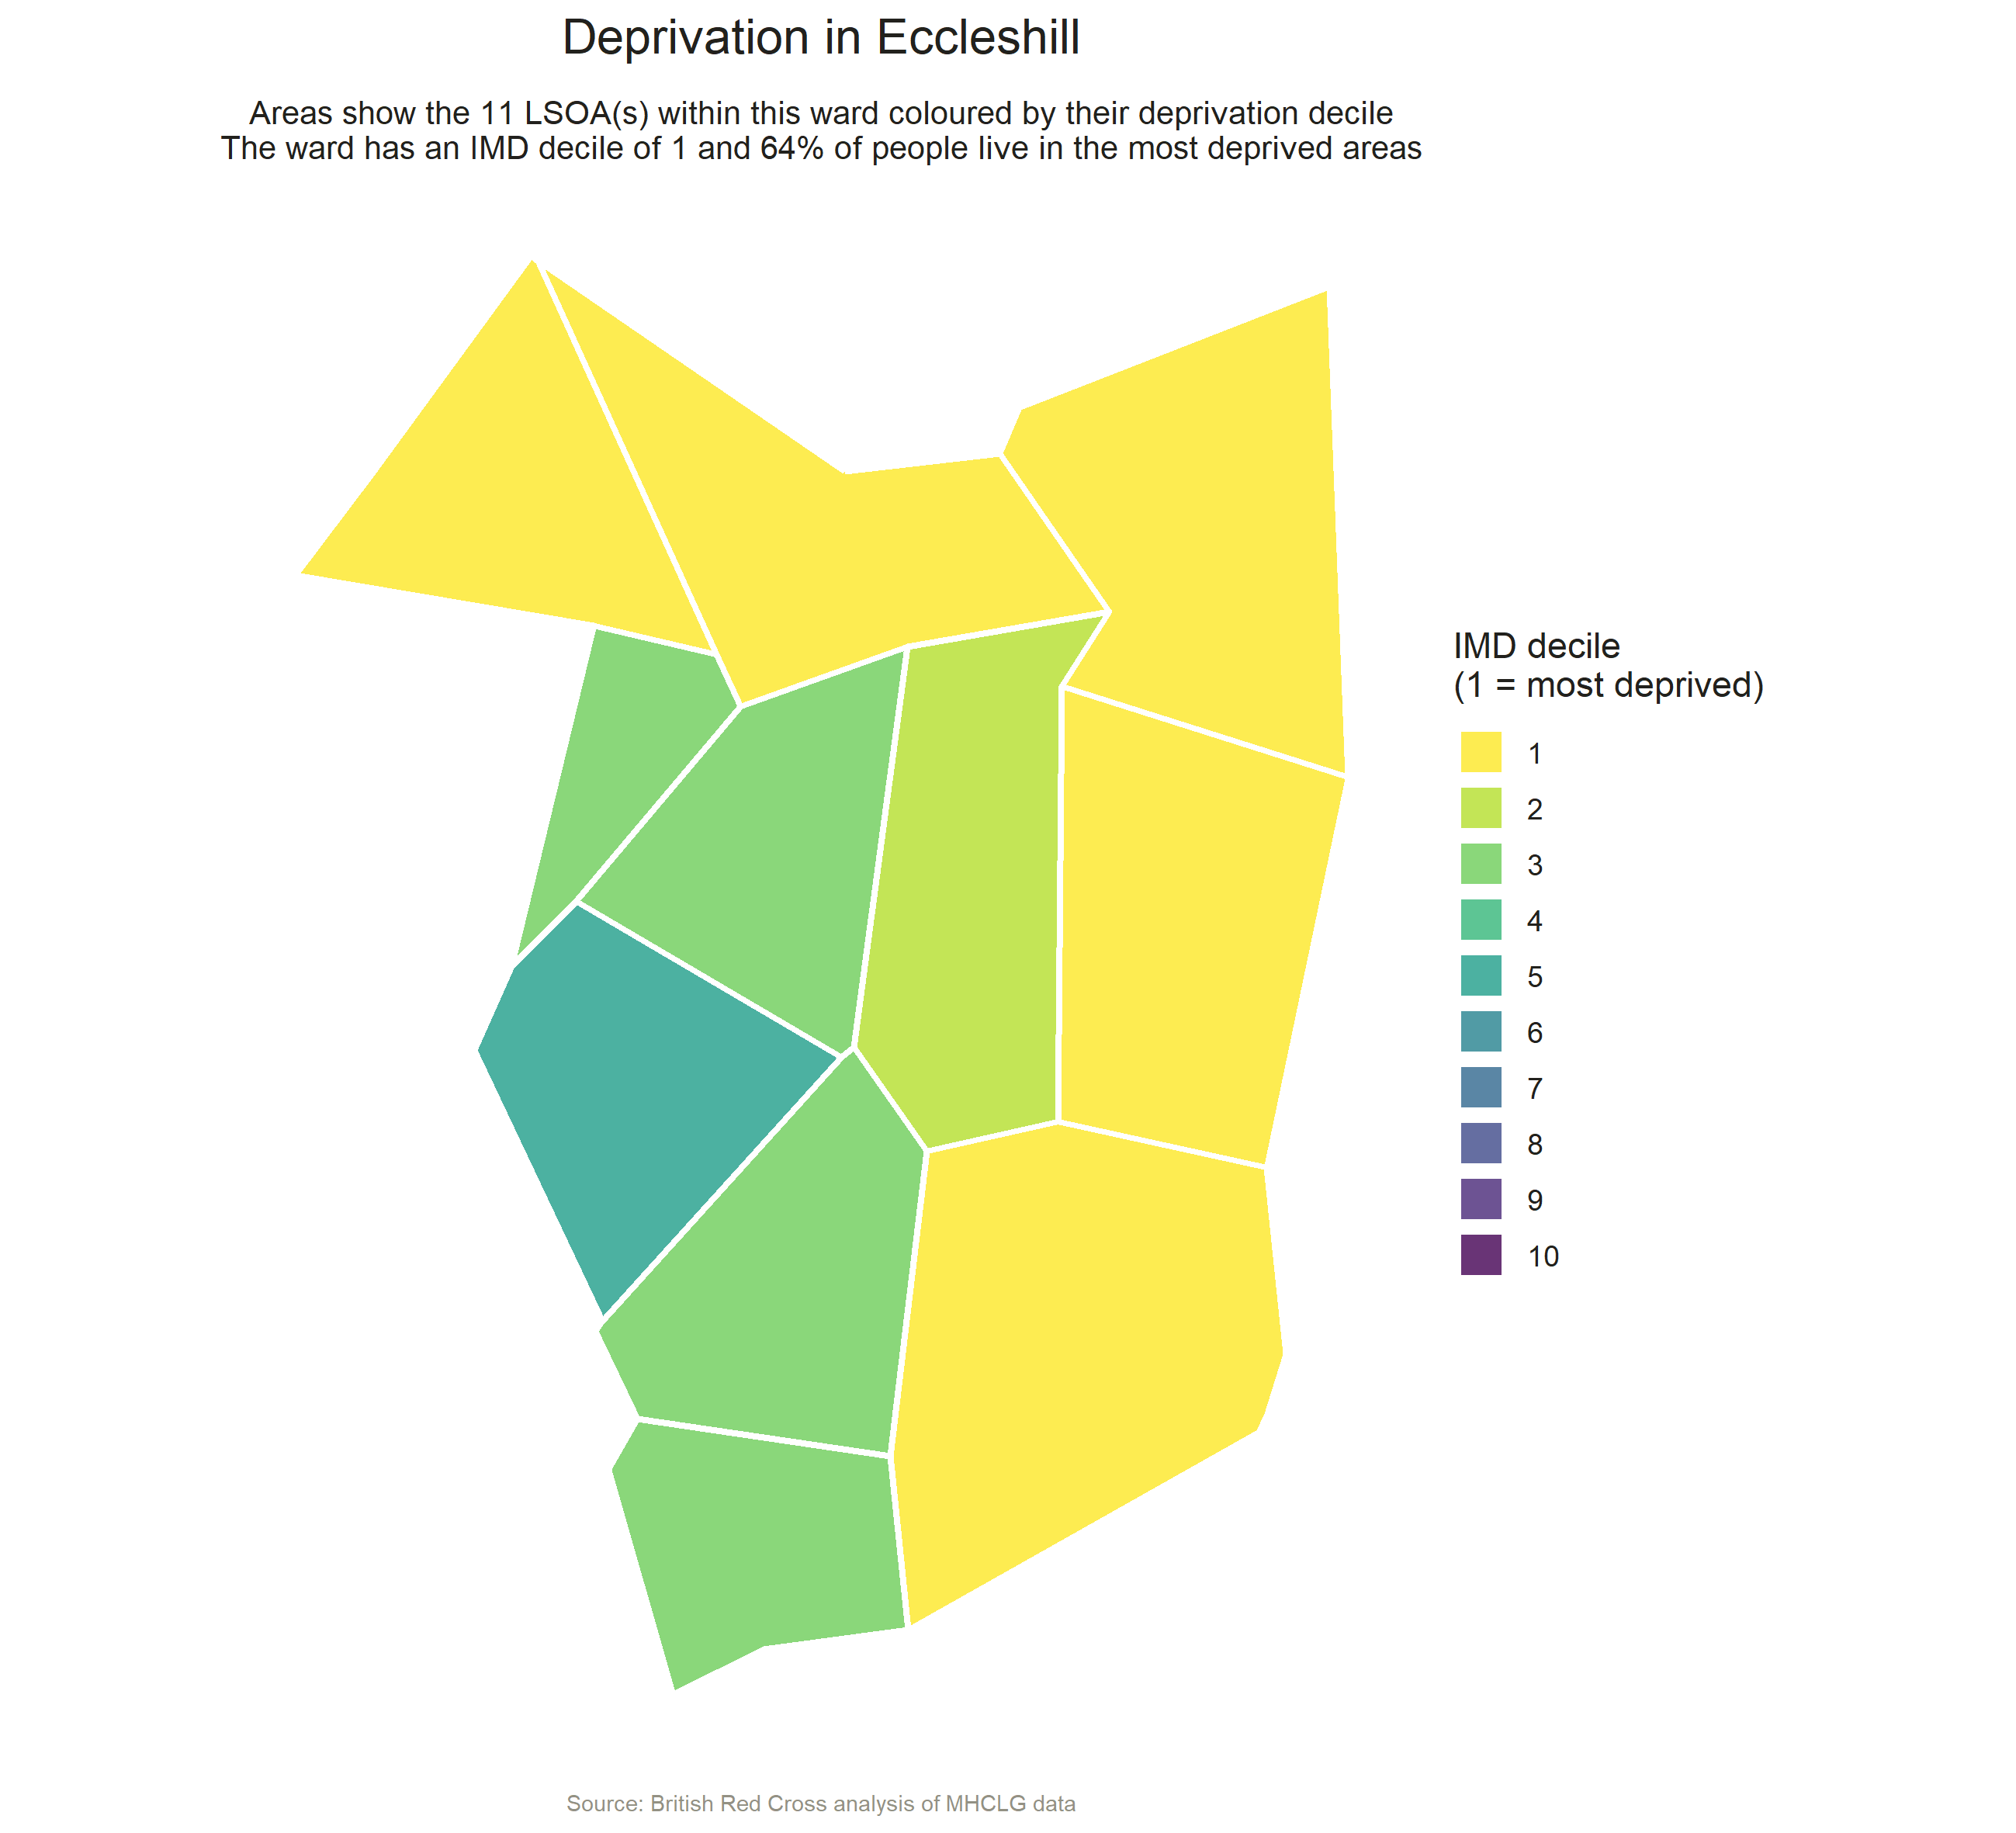 Deprivation in Eccleshill
Areas show the 11 LSOA(s) within this ward coloured by their deprivation decile
The ward has an IMD decile of 1 and 64% of people live in the most deprived areas
IMD decile
(1 = most deprived)
1
2
3
4
5
6
7
8
9
10
Source: British Red Cross analysis of MHCLG data